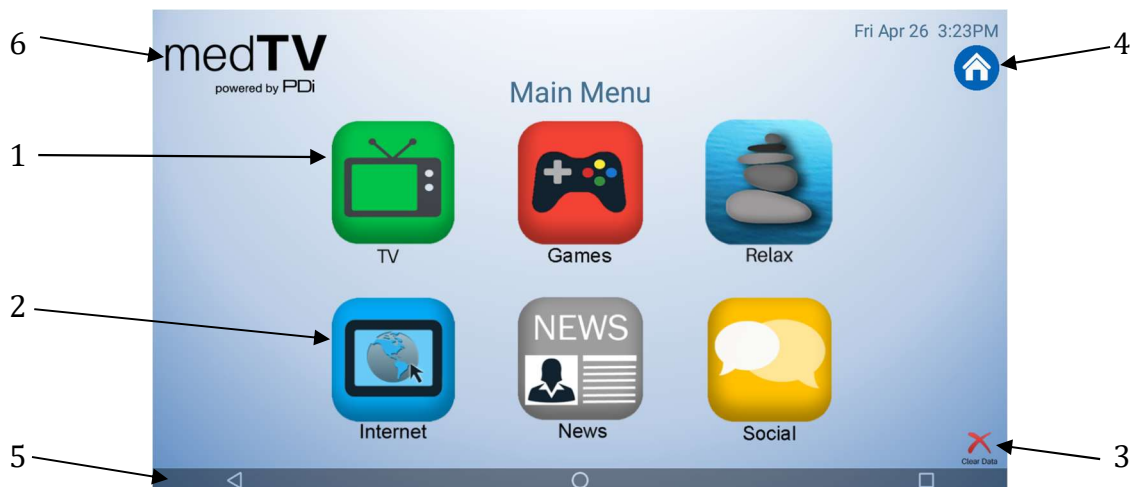 6
medTV
powered by PDi
Fri Apr 26 3:23PM
4
Main Menu
1
TV
Games
Relax
2
NEWS
Internet
News
Social
5
Clear Data
3